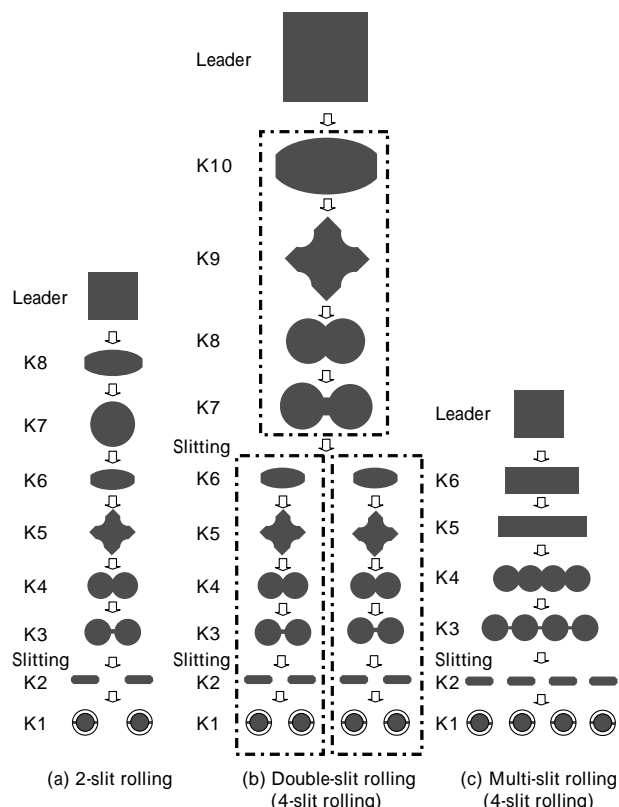 Leader
K10
K9
K8
K7
Slitting
K6
K5
K4
K3
Slitting
K2
K1
Leader
K8
K7
K6
K5
K4
K3
Slitting
K2
K1
Leader
K6
K5
K4
K3
Slitting
K2
K1
(a) 2-slit rolling
(b) Double-slit rolling
(4-slit rolling)
(c) Multi-slit rolling
(4-slit rolling)